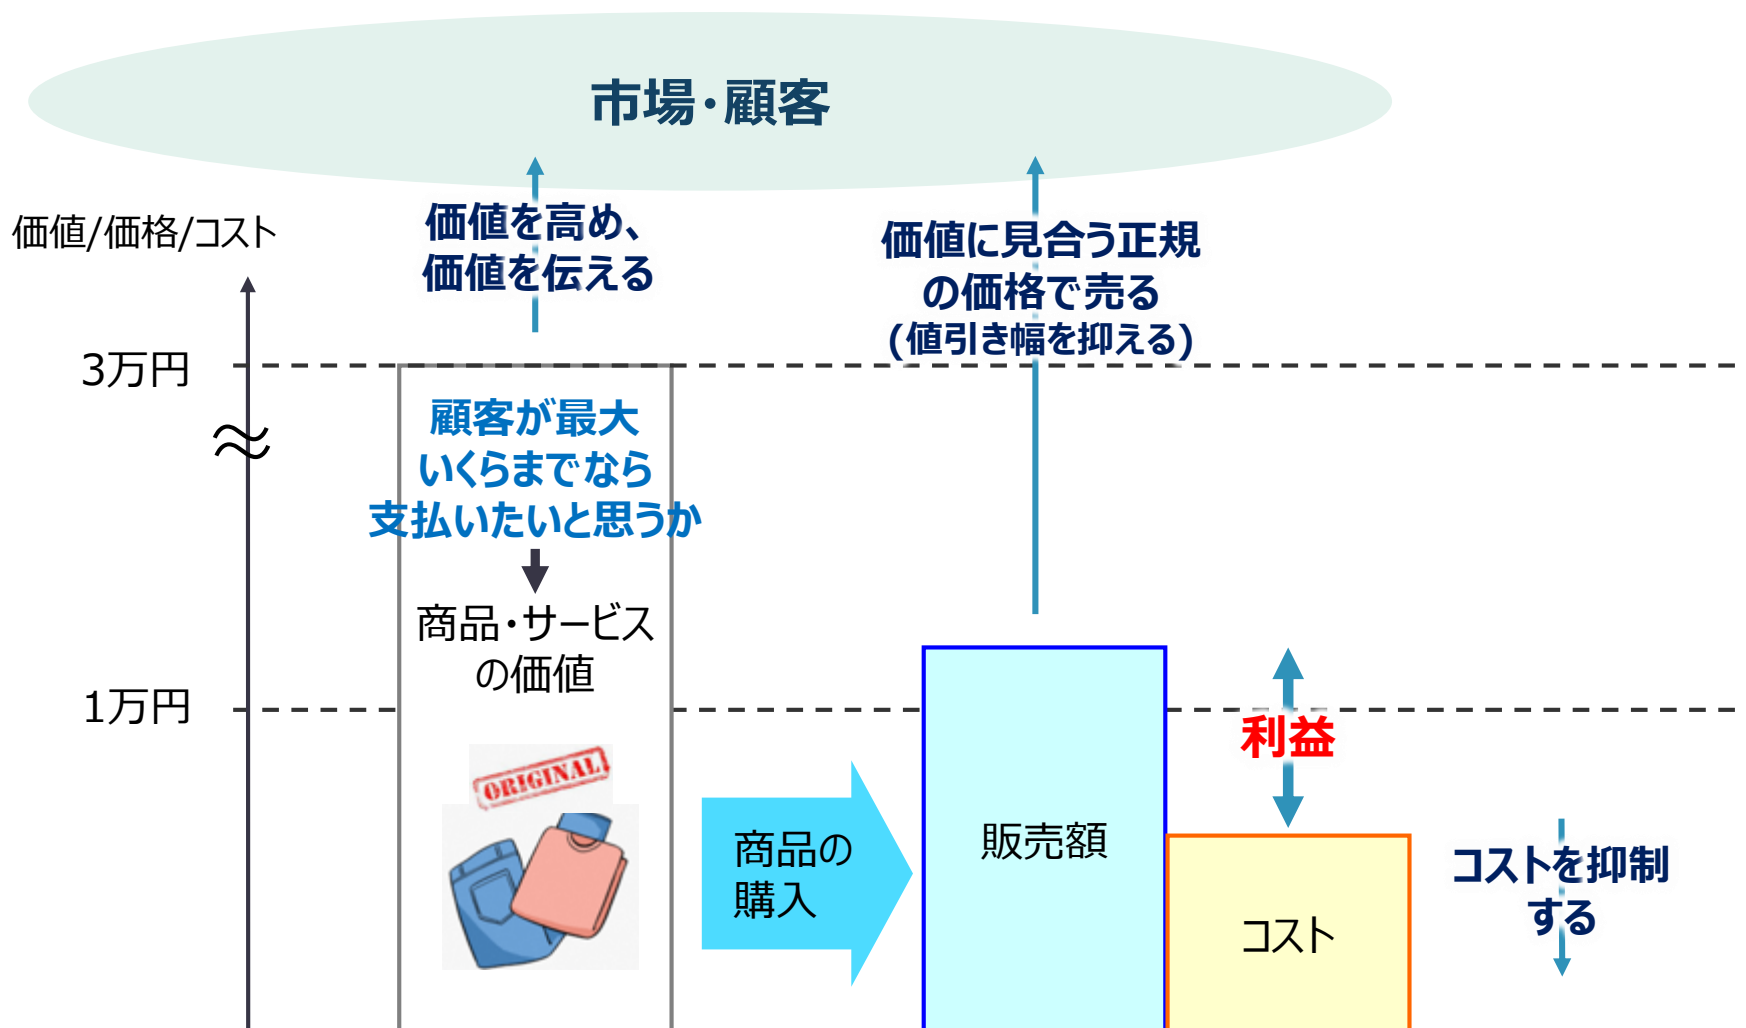 市場・顧客
価値/価格/コスト
価値を高め、
価値を伝える
価値に見合う正規
の価格で売る
(値引き幅を抑える)
3万円
顧客が最大
いくらまでなら
支払いたいと思うか
商品・サービス
の価値
1万円
ORIGINAL
商品の
購入
販売額
利益
コスト
コストを抑制
する